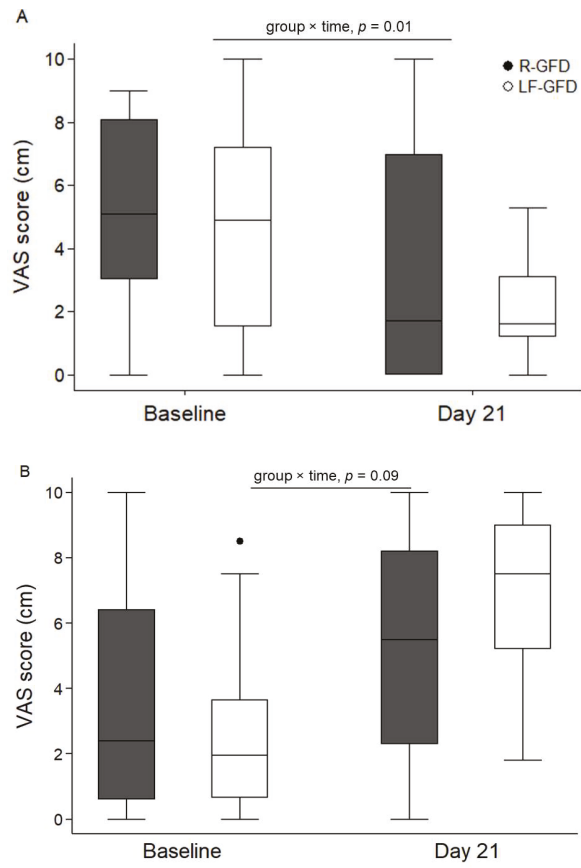 A
group × time, p = 0.01
R-GFD
LF-GFD
VAS score (cm)
10
8
6
4
2
0
Baseline Day 21
B
group × time, p = 0.09
VAS score (cm)
10
8
6
4
2
0
Baseline Day 21